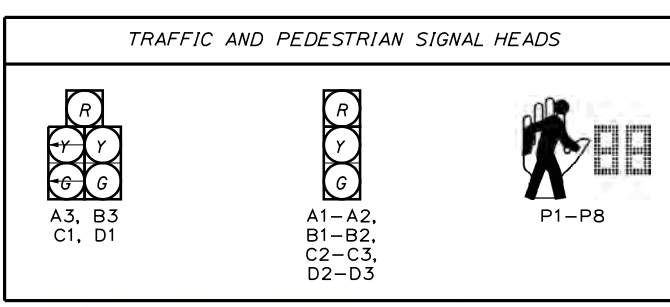 TRAFFIC AND PEDESTRIAN SIGNAL HEADS
R
Y Y
G G
A3, B3
C1, D1
R
Y
G
A1-A2,
B1-B2,
C2-C3,
D2-D3
88
P1-P8